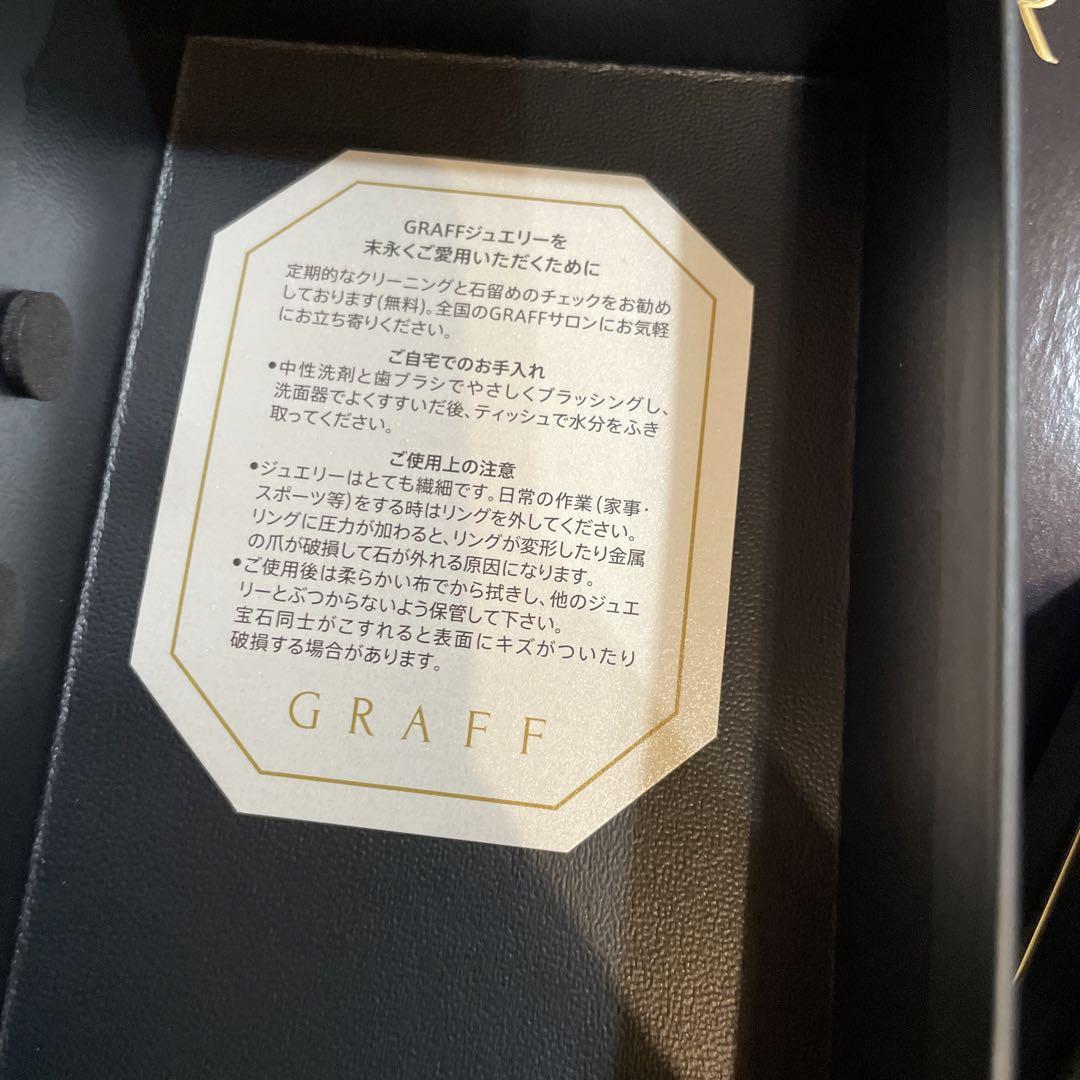 GRAFFジュエリーを
末永くご愛用いただくために
定期的なクリーニングと石留めのチェックをお勧め
しております(無料)。全国のGRAFFサロンにお気軽
にお立ち寄りください。
ご自宅でのお手入れ
•中性洗剤と歯ブラシでやさしくブラッシングし、
洗面器でよくすすいだ後、ティッシュで水分をふき
取ってください。
ご使用上の注意
•ジュエリーはとても繊細です。日常の作業(家事・
スポーツ等)をする時はリングを外してください。
リングに圧力が加わると、リングが変形したり金属
の爪が破損して石が外れる原因になります。
•ご使用後は柔らかい布でから拭きし、他のジュエ
リーとぶつからないよう保管して下さい。
宝石同士がこすれると表面にキズがついたり
破損する場合があります。
GRAFF